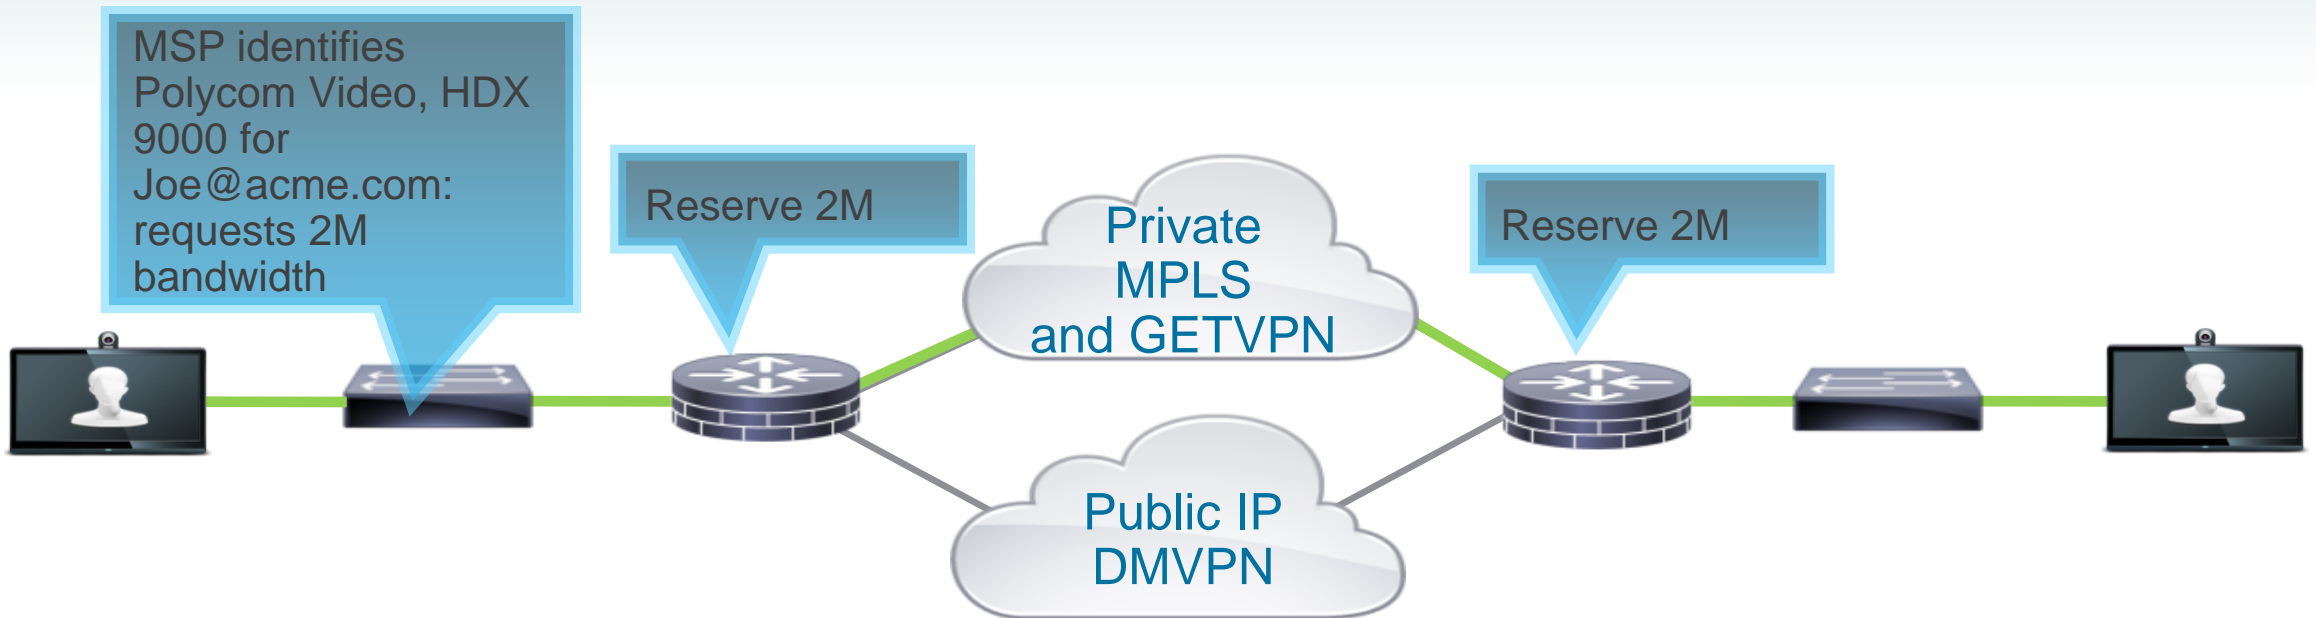 MSP identifies
Polycom Video, HDX
9000 for
Joe@acme.com:
requests 2M
bandwidth
Reserve 2M
Private
MPLS
and GETVPN
Reserve 2M
Public IP
DMVPN